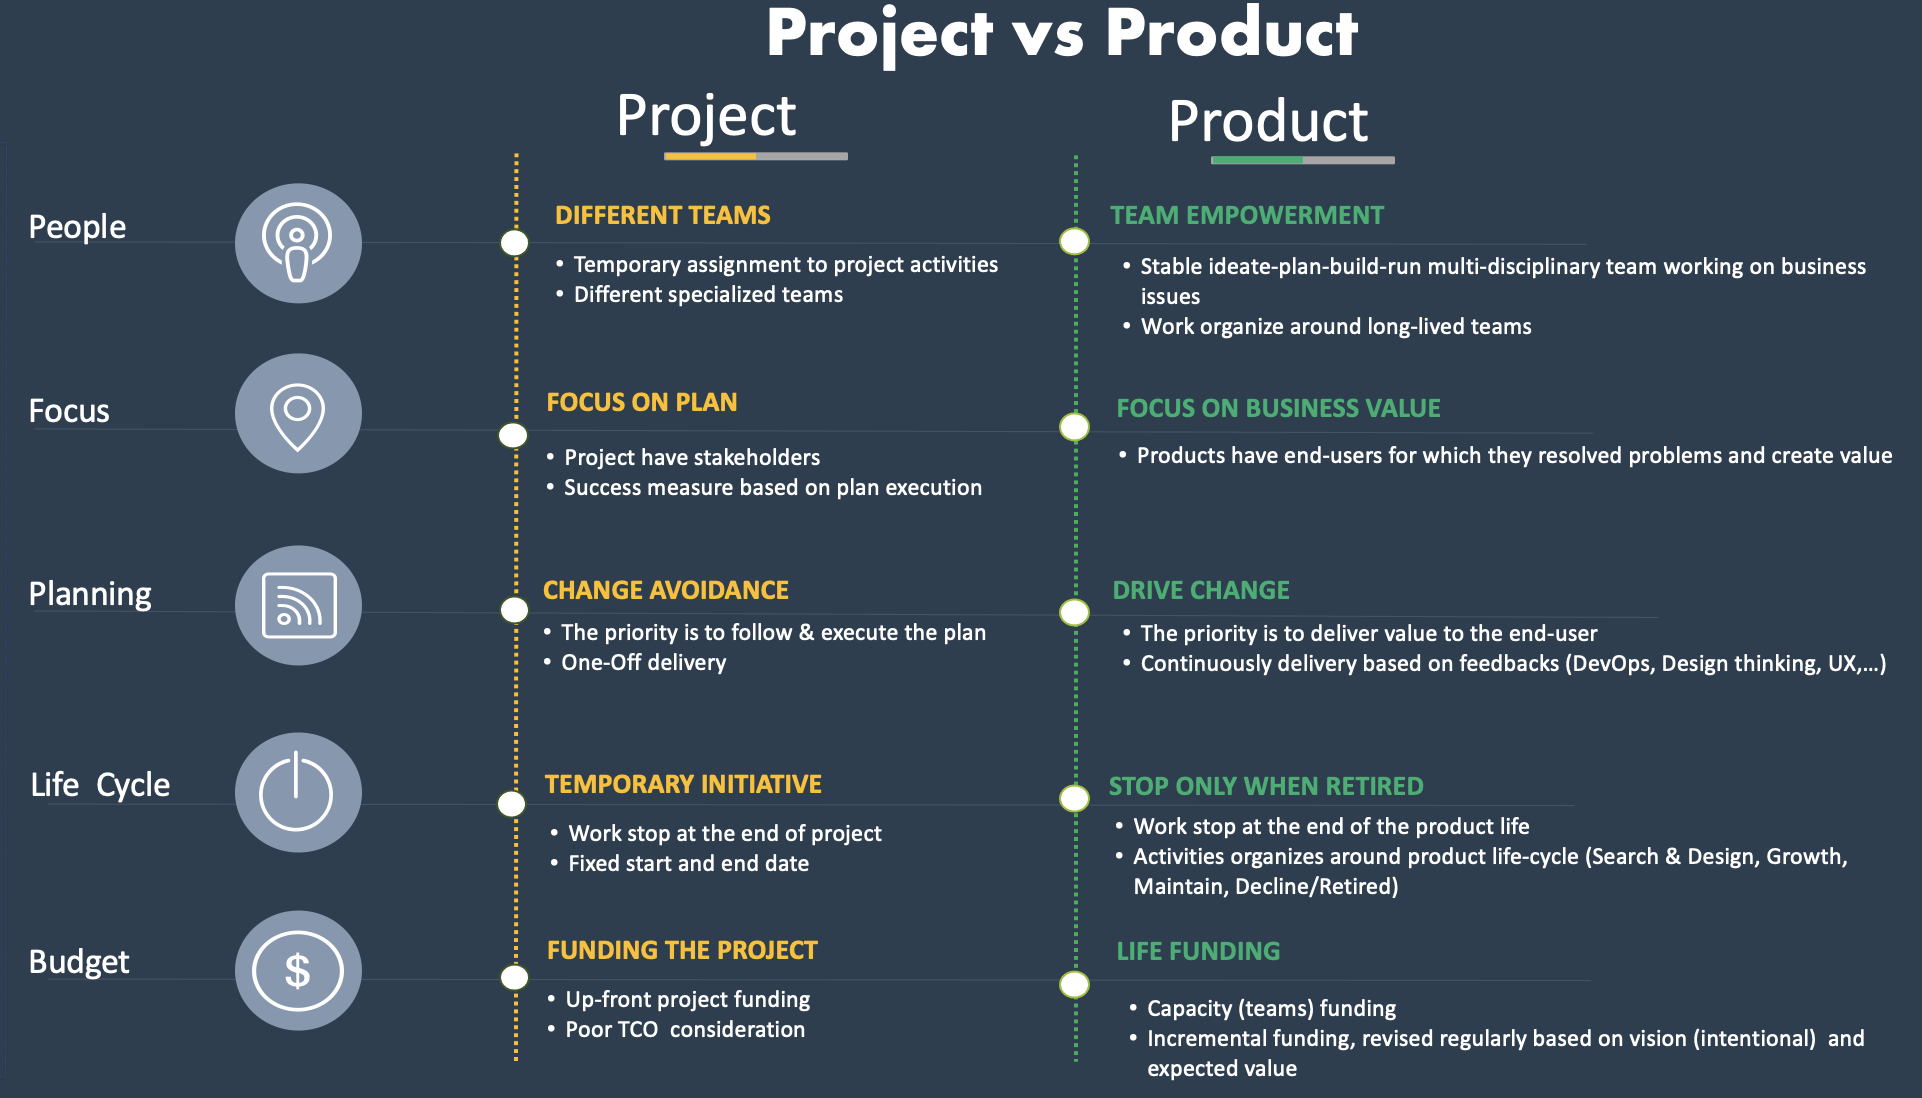 Project vs Product
Project
Product
People
DIFFERENT TEAMS
• Temporary assignment to project activities
• Different specialized teams
TEAM EMPOWERMENT
• Stable ideate-plan-build-run multi-disciplinary team working on business
issues
• Work organize around long-lived teams
Focus
FOCUS ON PLAN
• Project have stakeholders
• Success measure based on plan execution
FOCUS ON BUSINESS VALUE
• Products have end-users for which they resolved problems and create value
Planning
CHANGE AVOIDANCE
• The priority is to follow & execute the plan
• One-Off delivery
DRIVE CHANGE
• The priority is to deliver value to the end-user
• Continuously delivery based on feedbacks (DevOps, Design thinking, UX,...)
Life Cycle
TEMPORARY INITIATIVE
• Work stop at the end of project
• Fixed start and end date
STOP ONLY WHEN RETIRED
• Work stop at the end of the product life
• Activities organizes around product life-cycle (Search & Design, Growth,
Maintain, Decline/Retired)
Budget
$
FUNDING THE PROJECT
• Up-front project funding
• Poor TCO consideration
LIFE FUNDING
• Capacity (teams) funding
• Incremental funding, revised regularly based on vision (intentional) and
expected value